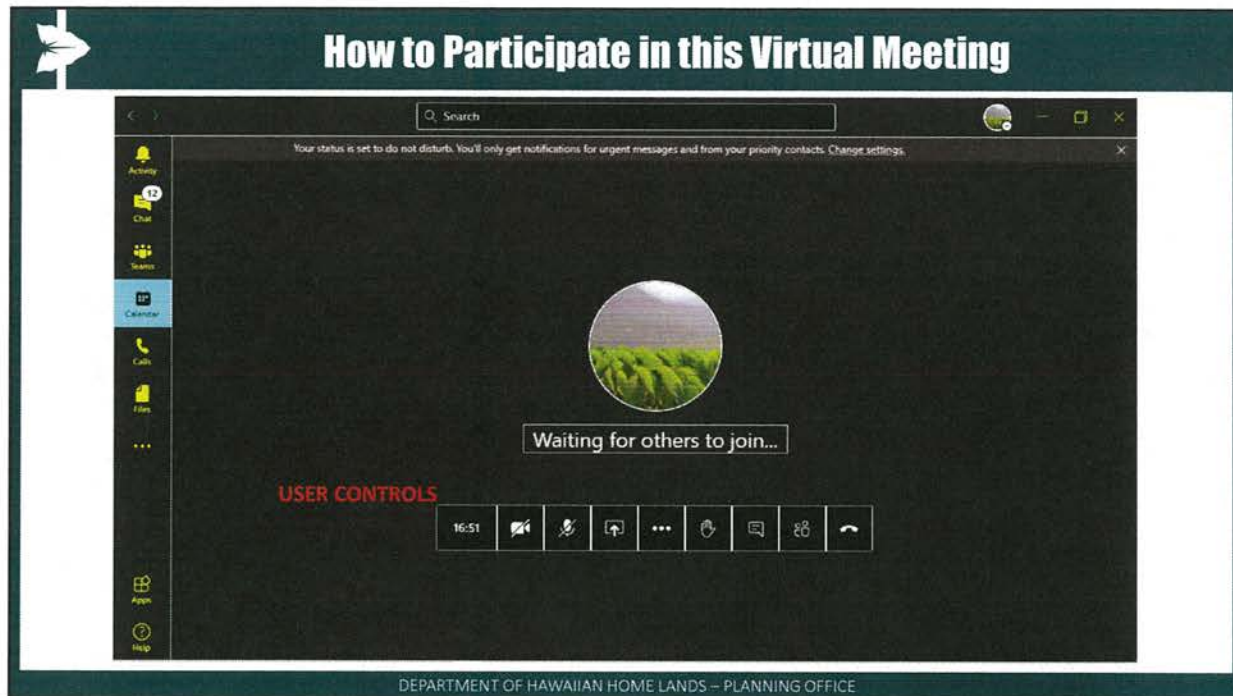 How to Participate in this Virtual Meeting
Search
Your status is set to do not disturb. You'll only get notifications for urgent messages and from your priority contacts. Change settings.
Activity
12
Chat
Teams
Calendar
Calls
Files
Waiting for others to join...
USER CONTROLS
16:51
Apps
Help
DEPARTMENT OF HAWAIIAN HOME LANDS – PLANNING OFFICE